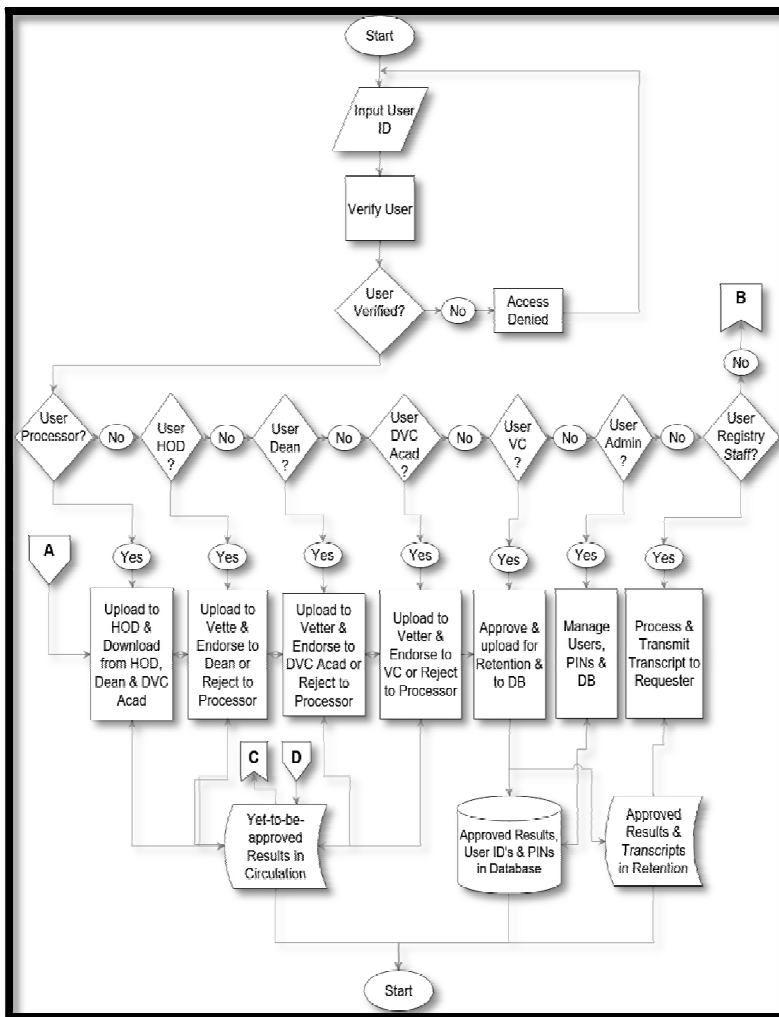 Start
Input User
ID
Verify User
User
Verified?
No
Access
Denied
B
No
User
Processor?
No
User
HOD
?
No
User
Dean
?
No
User
DVC
Acad
?
No
User
VC
?
No
User
Admin
?
No
User
Registry
Staff?
A
Yes
Yes
Yes
Yes
Yes
Yes
Yes
Upload to
HOD &
Download
from HOD,
Dean & DVC
Acad
Upload to
Vette &
Endorse to
Dean or
Reject to
Processor
Upload to
Vetter &
Endorse to
DVC Acad or
Reject to
Processor
Upload to
Vetter &
Endorse to
VC or Reject
to Processor
Approve &
upload for
Retention &
to DB
Manage
Users,
PINs &
DB
Process &
Transmit
Transcript to
Requester
C
D
Yet-to-be-
approved
Results in
Circulation
Approved Results,
User ID's & PINs
in Database
Approved
Results &
Transcripts
in Retention
Start